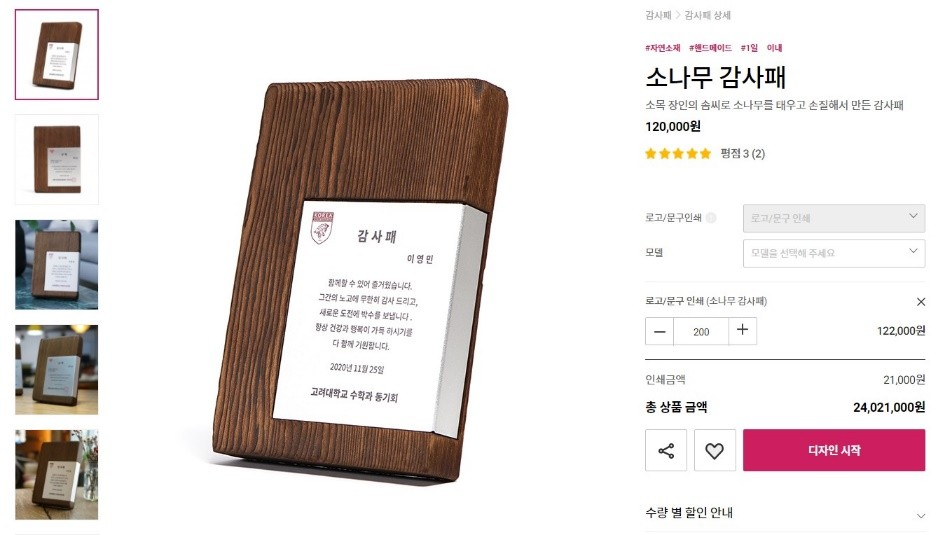 감사패 > 감사패 상세
#자연소재 #핸드메이드 #1일 이내
소나무 감사패
소목 장인의 솜씨로 소나무를 태우고 손질해서 만든 감사패
120,000원
평점 3 (2)
로고/문구인쇄
로고/문구 인쇄
모델
모델을 선택해 주세요
로고/문구 인쇄 (소나무 감사패)
200
122,000원
인쇄금액
21,000원
총 상품 금액
24,021,000원
디자인 시작
수량 별 할인 안내
KOREA
감사패
이영민
함께할 수 있어 즐거웠습니다.
그간의 노고에 무한히 감사 드리고,
새로운 도전에 박수를 보냅니다.
항상 건강과 행복이 가득 하시기를
다 함께 기원합니다.
2020년 11월 25일
고려대학교 수학과 동기회